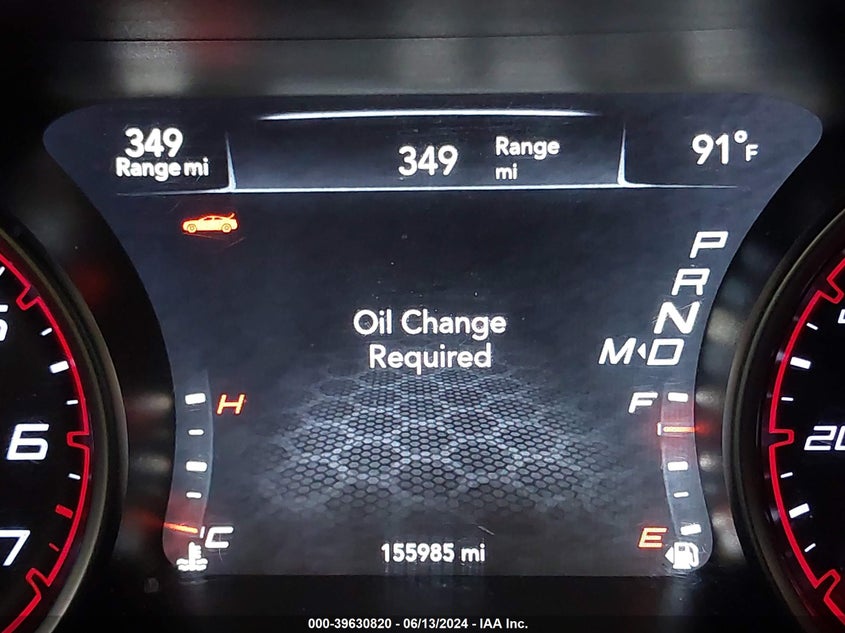 349
Range mi
349
Range
mi
91°F
P
R
N
M◂D
Oil Change
Required
H
F
6
20
7
C
E
155985 mi
000-39630820 - 06/13/2024 - IAA Inc.